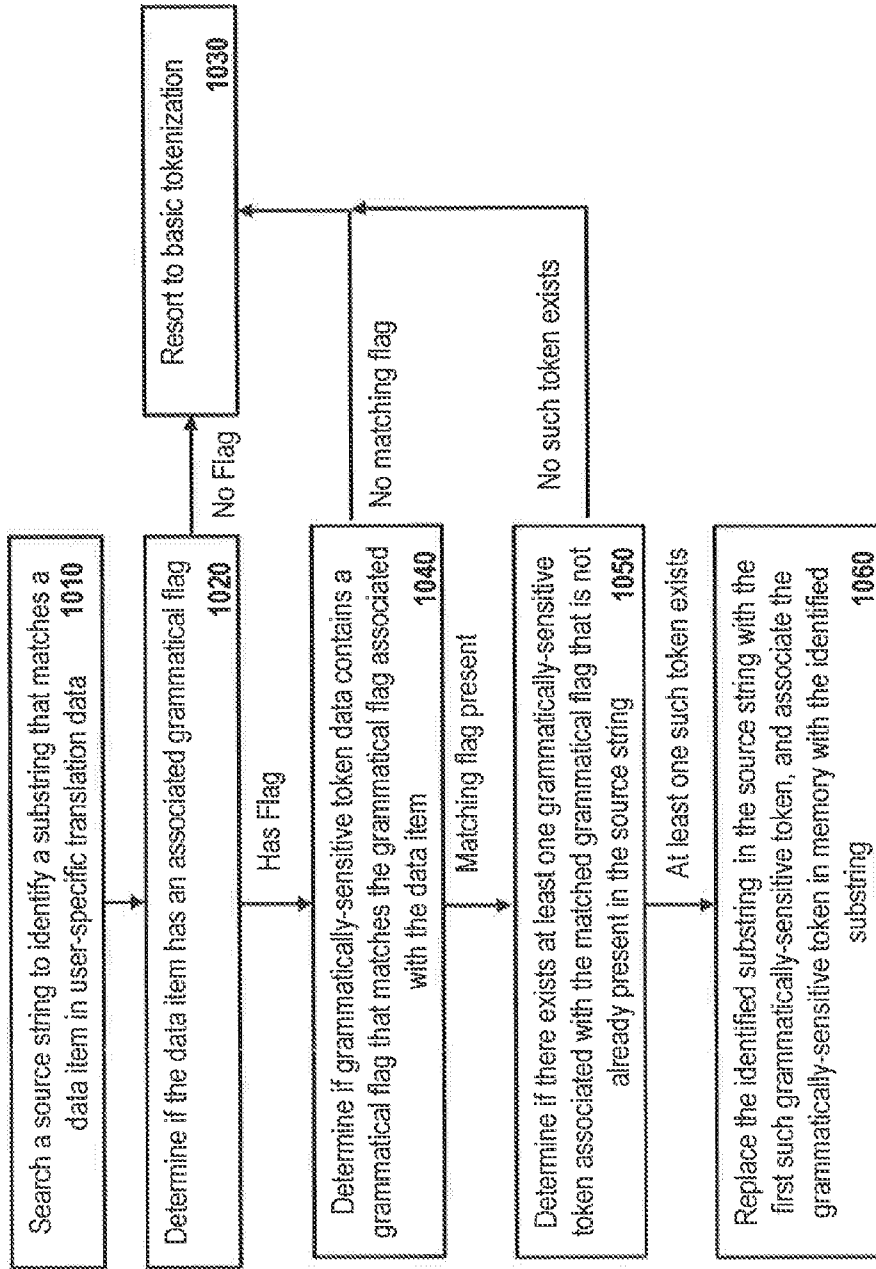 Search a source string to identify a substring that matches a
data item in user-specific translation data
1010
Determine if the data item has an associated grammatical flag
1020
No Flag
Resort to basic tokenization
1030
Has Flag
Determine if grammatically-sensitive token data contains a
grammatical flag that matches the grammatical flag associated
with the data item
1040
No matching flag
Matching flag present
Determine if there exists at least one grammatically-sensitive
token associated with the matched grammatical flag that is not
already present in the source string
1050
No such token exists
At least one such token exists
Replace the identified substring in the source string with the
first such grammatically-sensitive token, and associate the
grammatically-sensitive token in memory with the identified
substring
1060